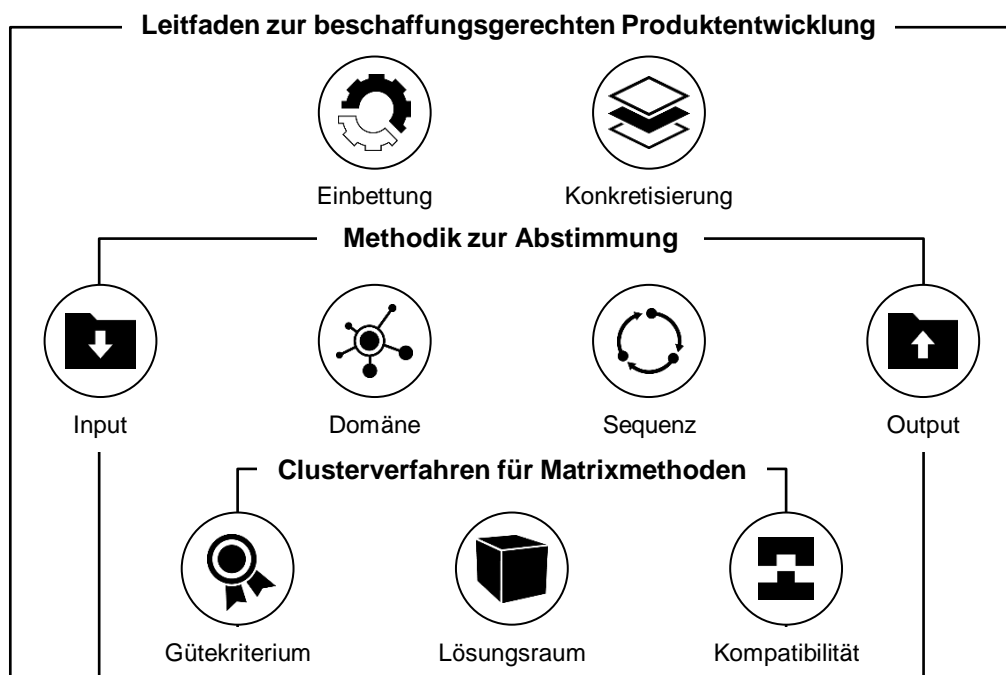 Leitfaden zur beschaffungsgerechten Produktentwicklung
Einbettung
Konkretisierung
Methodik zur Abstimmung
Input
Domäne
Sequenz
Output
Clusterverfahren für Matrixmethoden
Gütekriterium
Lösungsraum
Kompatibilität